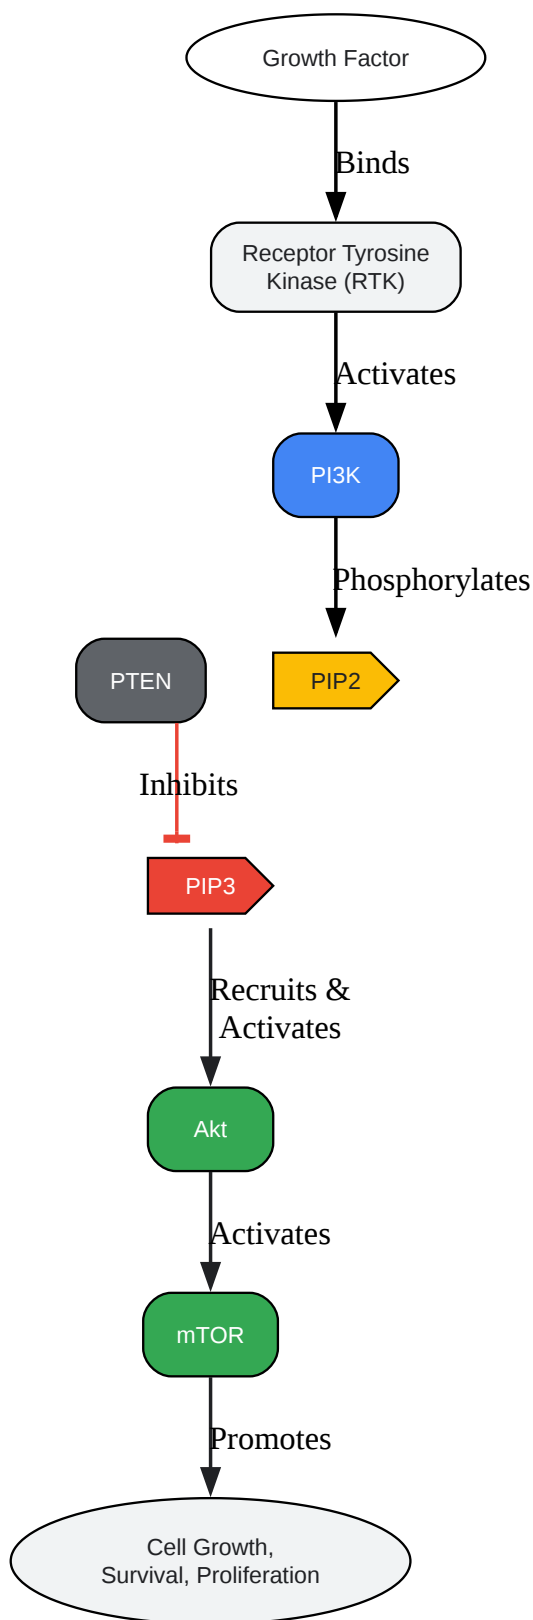 Growth Factor
Binds
Receptor Tyrosine
Kinase (RTK)
Activates
PI3K
Phosphorylates
PTEN
PIP2
Inhibits
PIP3
Recruits &
Activates
Akt
Activates
mTOR
Promotes
Cell Growth,
Survival, Proliferation